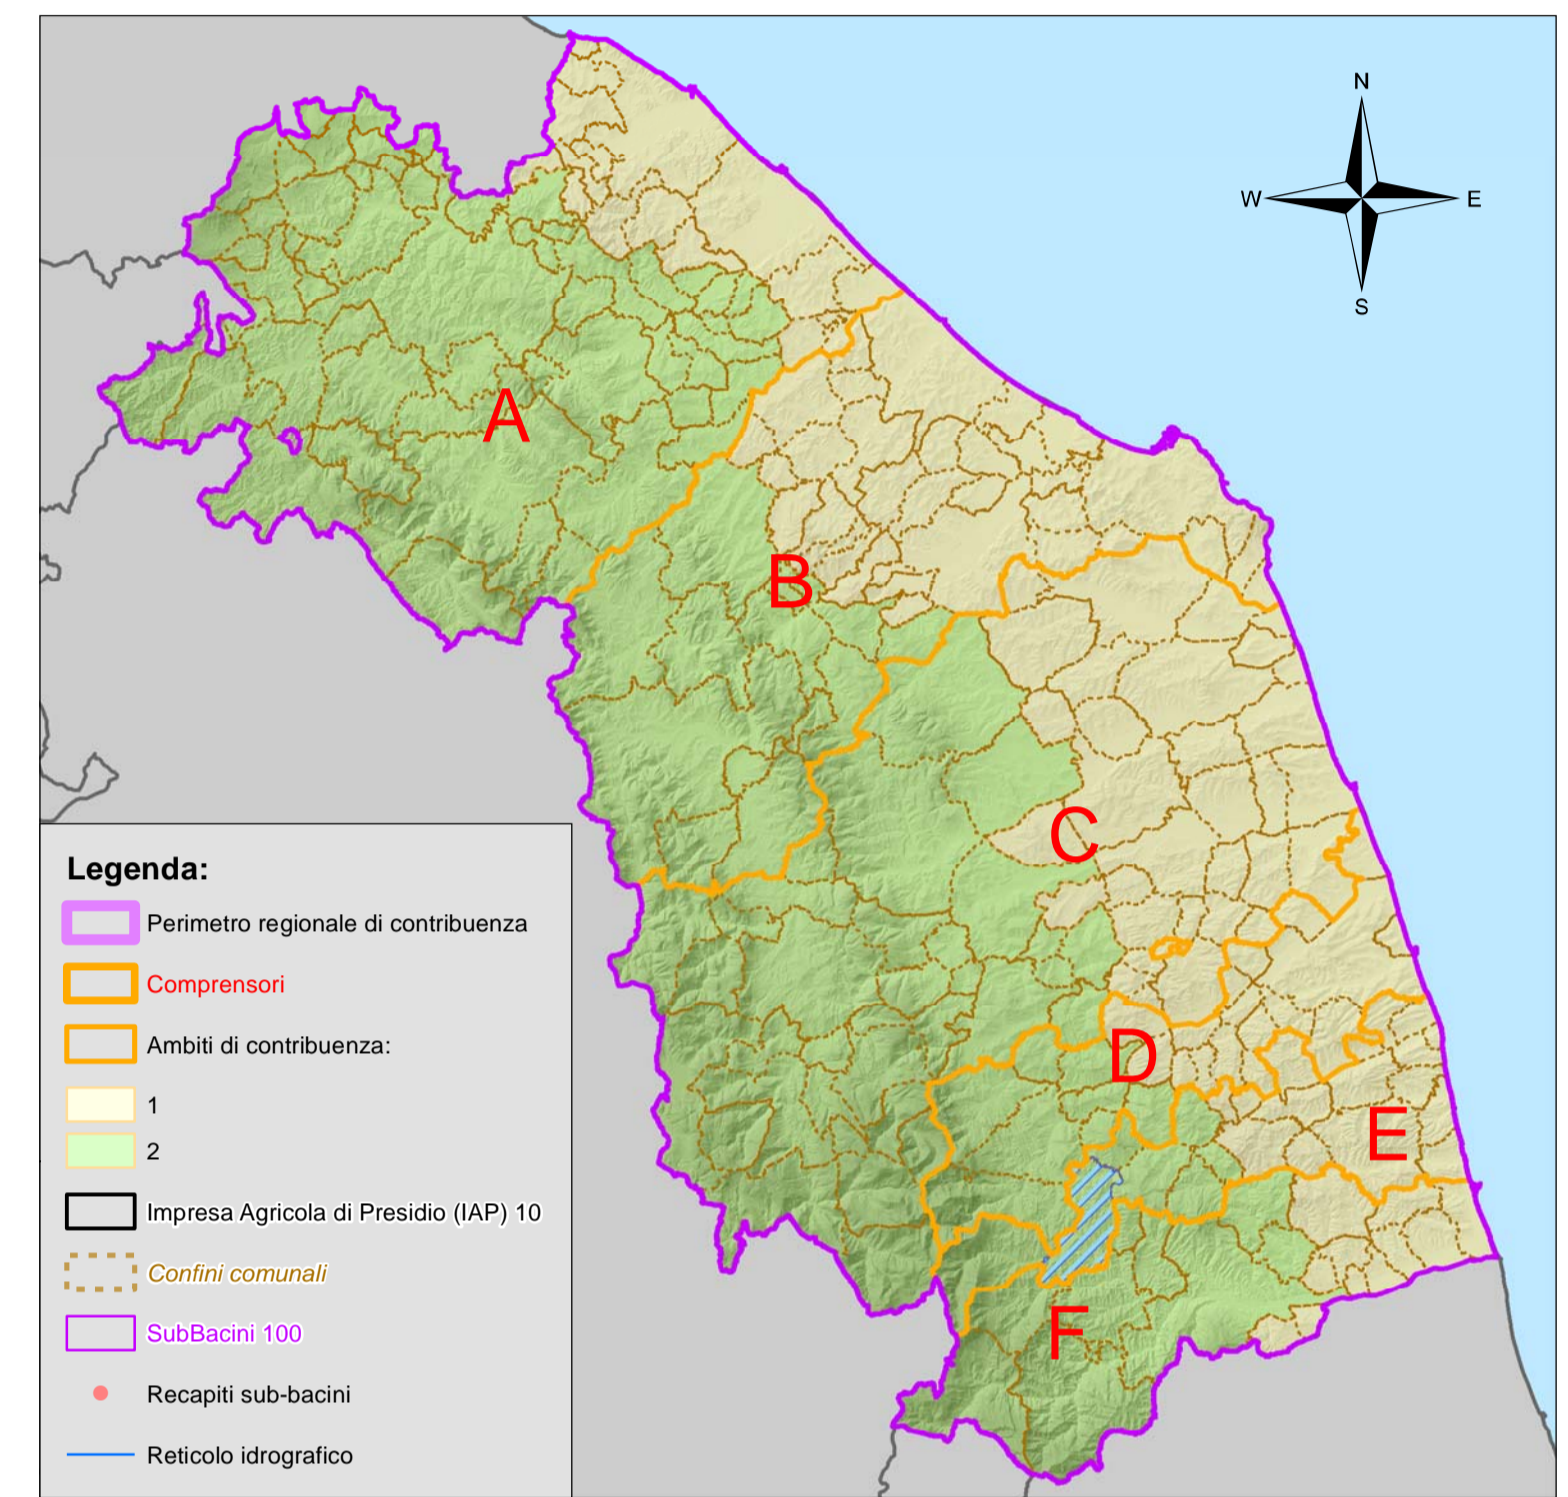 N
W E
S
A
B
C
D
E
F
Legenda:
Perimetro regionale di contribuenza
Comprensori
Ambiti di contribuenza:
1
2
Impresa Agricola di Presidio (IAP) 10
Confini comunali
SubBacini 100
Recapiti sub-bacini
Reticolo idrografico